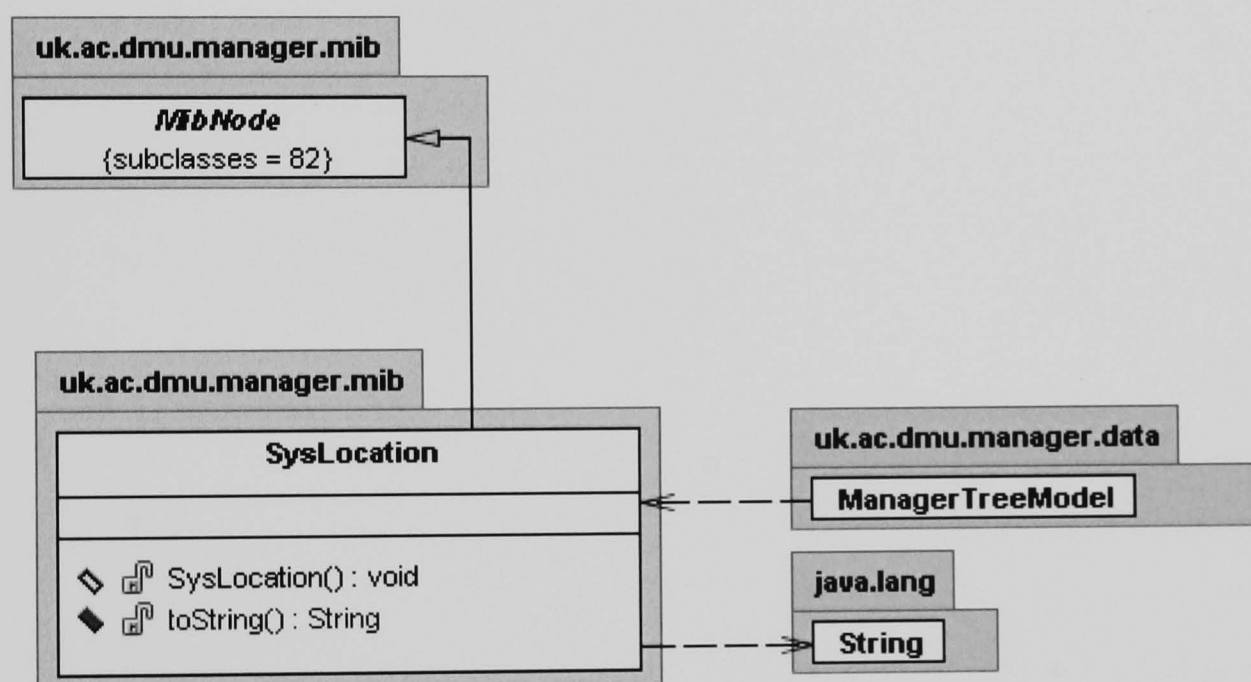 uk.ac.dmu.manager.mib
MibNode
{subclasses = 82}
uk.ac.dmu.manager.mib
SysLocation
SysLocation() : void
toString() : String
uk.ac.dmu.manager.data
ManagerTreeModel
java.lang
String